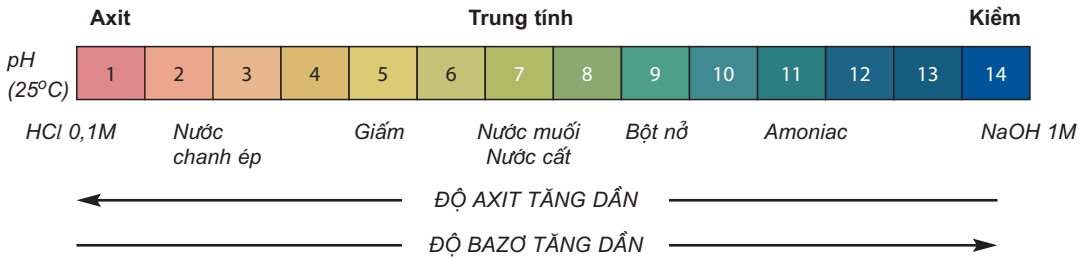 Axit Trung tính Kiềm
pH
(25°C)
1 2 3 4 5 6 7 8 9 10 11 12 13 14
HCl 0,1M Nước Giấm Nước muối Bột nở Amoniac NaOH 1M
chanh ép Nước cất
ĐỘ AXIT TĂNG DẦN
ĐỘ BAZƠ TĂNG DẦN